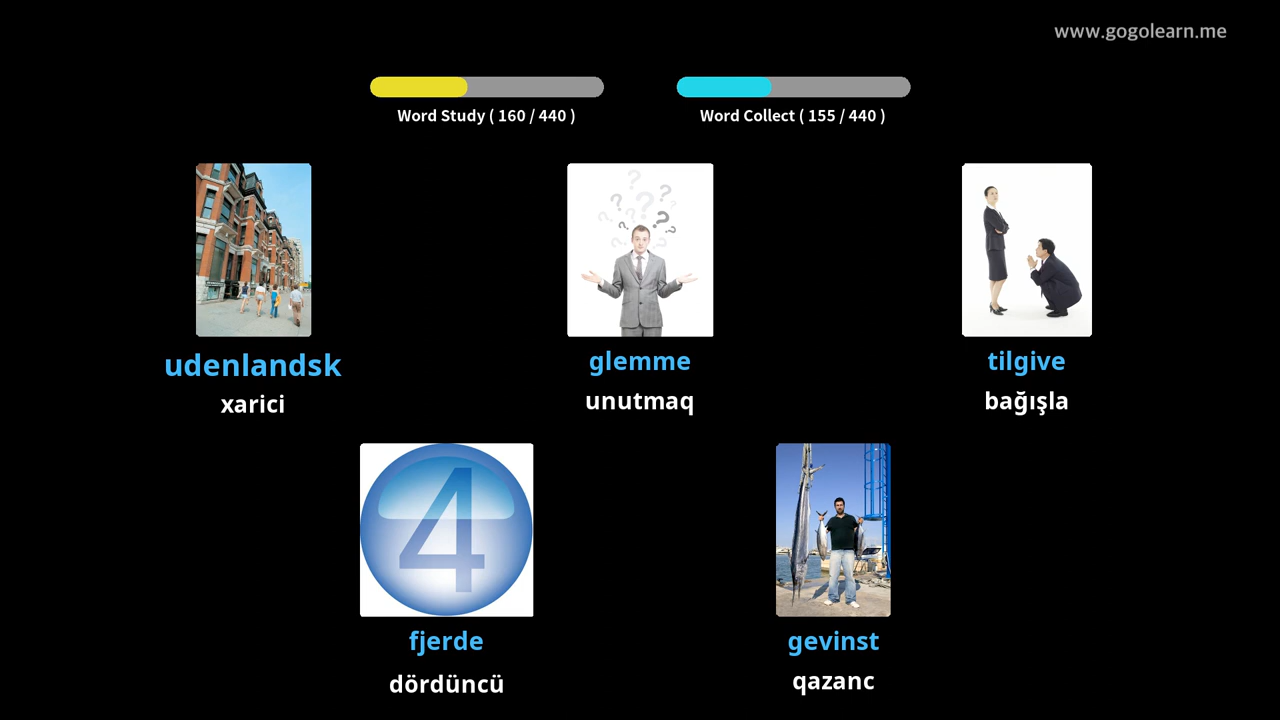 www.gogolearn.me
Word Study ( 160 / 440 )
Word Collect ( 155 / 440 )
udenlandsk
xarici
glemme
unutmaq
tilgive
bağışla
4
fjerde
dördüncü
gevinst
qazanc